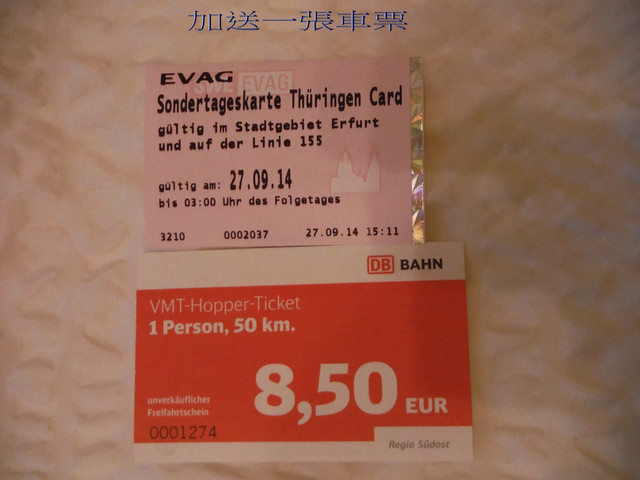 加送一張車票
EVAG
SWE EVAG
Sondertageskarte Thüringen Card
gültig im Stadtgebiet Erfurt
und auf der Linie 155
gültig am: 27.09.14
bis 03:00 Uhr des Folgetages
3210 0002037 27.09.14 15:11
DB BAHN
VMT-Hopper-Ticket
1 Person, 50 km.
8,50 EUR
unverkäuflicher
Freifahrtschein
0001274
Regio Südost